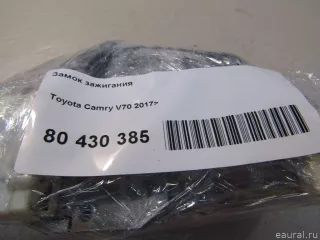 Замок зажигания
Toyota Camry V70 2017>
80 430 385
eaural.ru